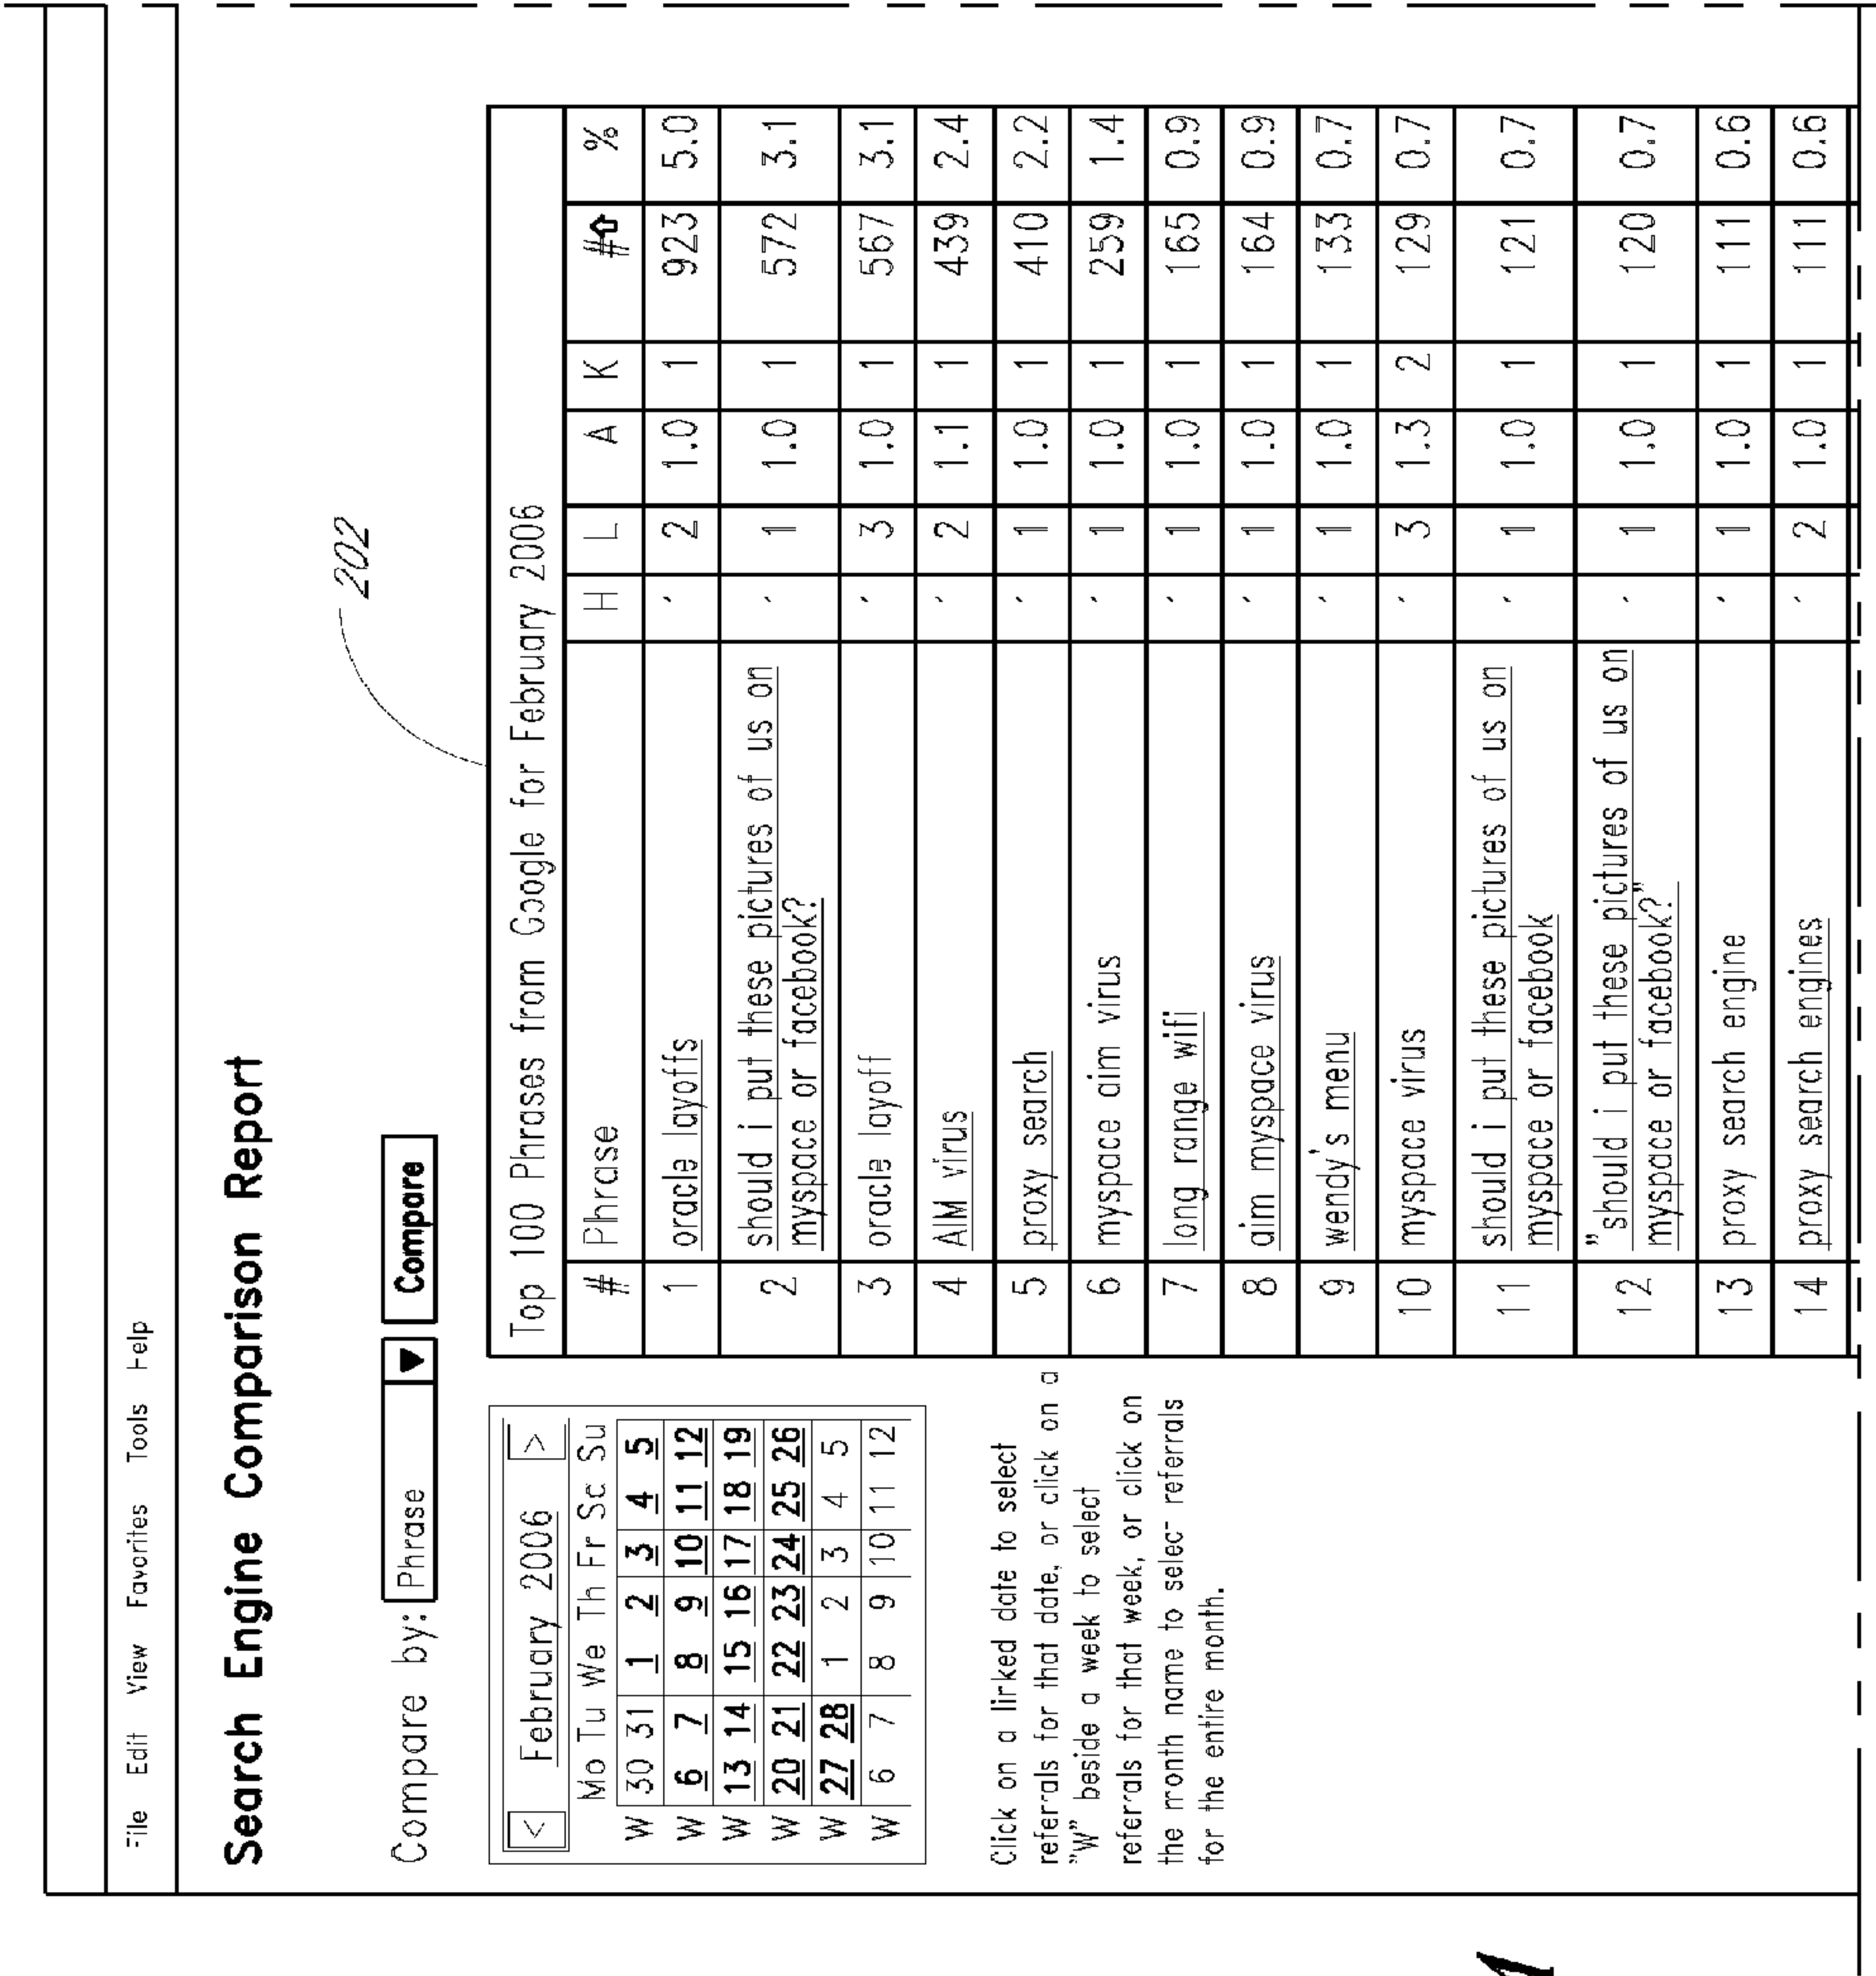 File Edit View Favorites Tools Help
Search Engine Comparison Report
Compare by: Phrase ▼ Compare
202
< February 2006 >
Mo Tu We Th Fr Sa Su
W 30 31 1 2 3 4 5
W 6 7 8 9 10 11 12
W 13 14 15 16 17 18 19
W 20 21 22 23 24 25 26
W 27 28 1 2 3 4 5
W 6 7 8 9 10 11 12
Click on a linked date to select
referrals for that date, or click on a
"W" beside a week to select
referrals for that week, or click on
the month name to select referrals
for the entire month.
Top 100 Phrases from Google for February 2006
# Phrase H L A K # %
1 oracle layoffs ′ 2 1.0 1 923 5.0
2 should i put these pictures of us on ′ 1 1.0 1 572 3.1
myspace or facebook?
3 oracle layoff ′ 3 1.0 1 567 3.1
4 AIM virus ′ 2 1.1 1 439 2.4
5 proxy search ′ 1 1.0 1 410 2.2
6 myspace aim virus ′ 1 1.0 1 259 1.4
7 long range wifi ′ 1 1.0 1 165 0.9
8 aim myspace virus ′ 1 1.0 1 164 0.9
9 wendy's menu ′ 1 1.0 1 133 0.7
10 myspace virus ′ 3 1.3 2 129 0.7
11 should i put these pictures of us on ′ 1 1.0 1 121 0.7
myspace or facebook
12 "should i put these pictures of us on ′ 1 1.0 1 120 0.7
myspace or facebook?"
13 proxy search engine ′ 1 1.0 1 111 0.6
14 proxy search engines ′ 2 1.0 1 111 0.6